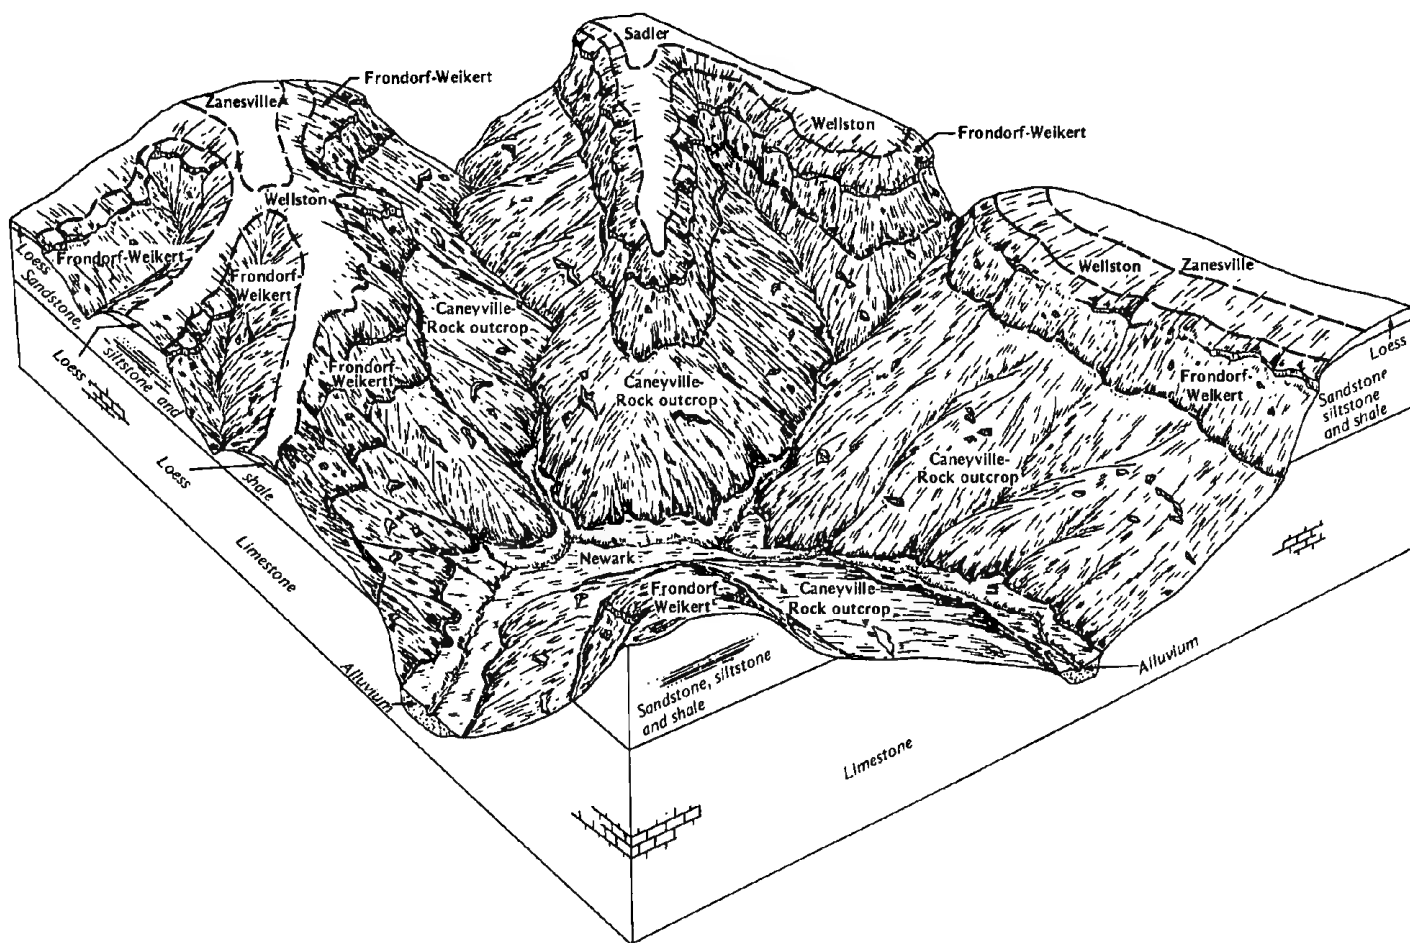 Sadler
Frondorf-Weikert
Zanesville
Wellston
Frondorf-Weikert
Wellston
Frondorf-Weikert
Frondorf-
Weikert
Wellston
Zanesville
Loess
Sandstone,
siltstone and
shale
Loess
Loess
Caneyville-
Rock outcrop
Frondorf
Weikert
Caneyville-
Rock outcrop
Frondorf-
Weikert
Loess
Sandstone
siltstone
and shale
Caneyville-
Rock outcrop
Limestone
Newark
Frondorf
Weikert
Caneyville-
Rock outcrop
Alluvium
Alluvium
Sandstone, siltstone
and shale
Limestone